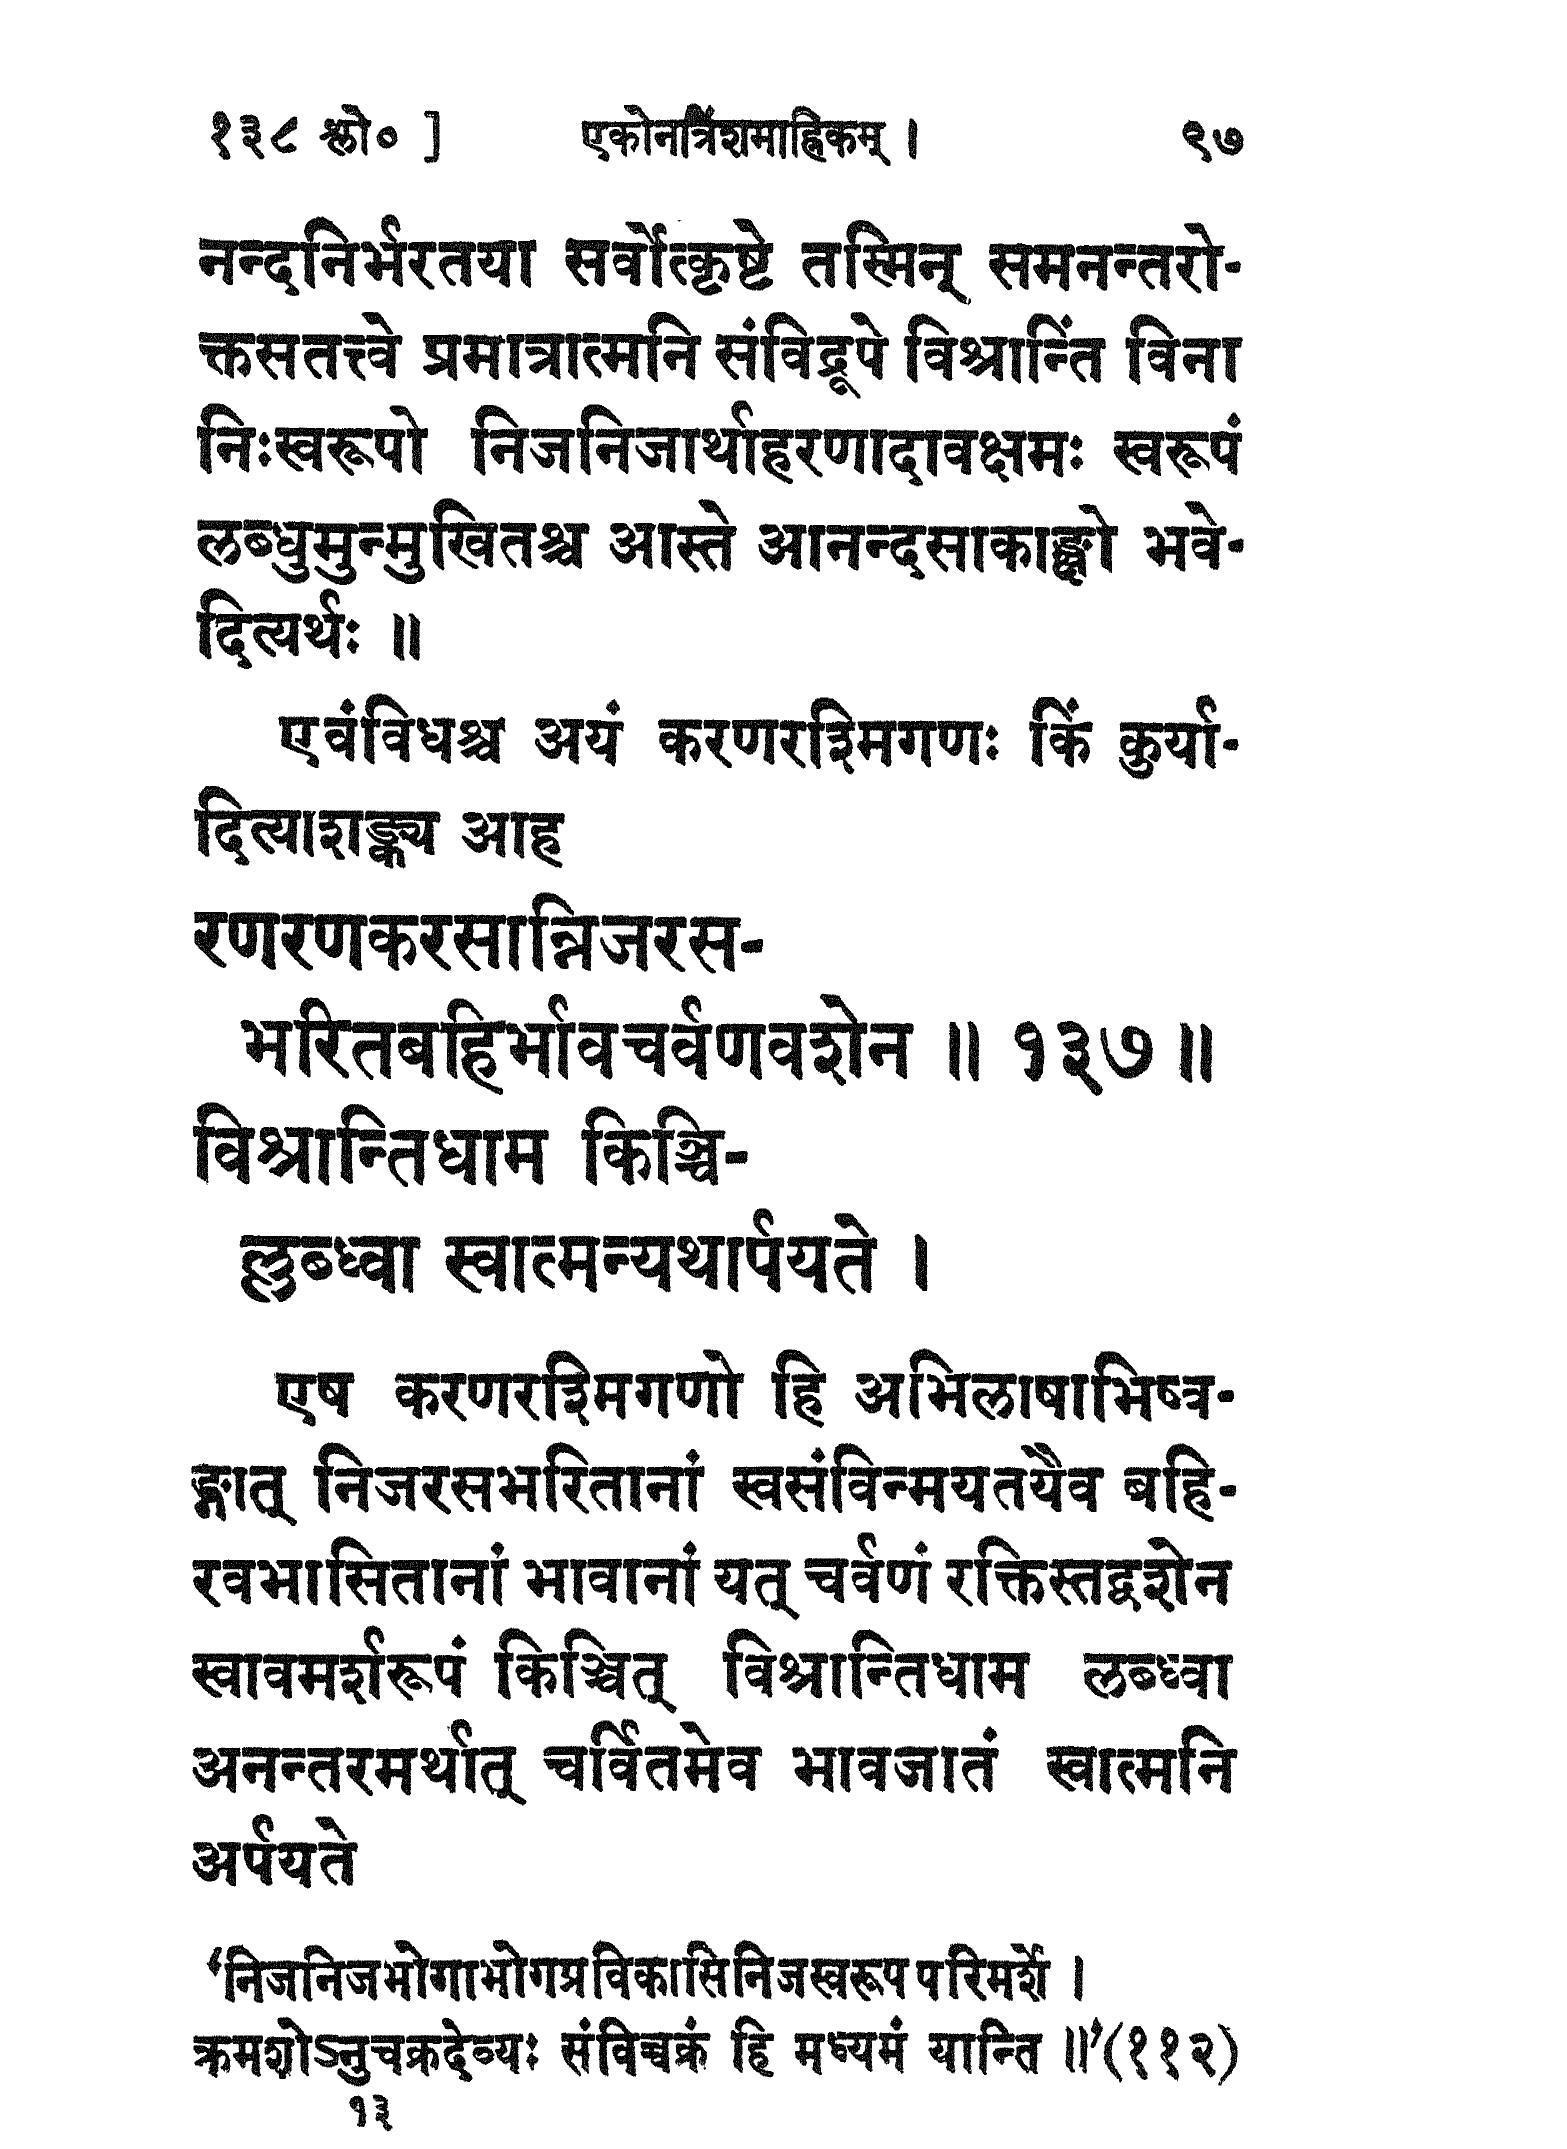 १३८ श्लो० ] एकोनत्रिंशमाह्निकम् । ९७
नन्दनिर्भरतया सर्वोत्कृष्टे तस्मिन् समनन्तरो-
क्तसतत्त्वे प्रमात्रात्मनि संविद्रूपे विश्रान्तिं विना
निःस्वरूपो निजनिजार्थाहरणादावक्षमः स्वरूपं
लब्धुमुन्मुखितश्च आस्ते आनन्दसाकाङ्क्षो भवे-
दित्यर्थः ॥
एवंविधश्च अयं करणरश्मिगणः किं कुर्या-
दित्याशङ्क्य आह
रणरणकरसान्निजरस-
भरितबहिर्भावचर्वणवशेन ॥ १३७ ॥
विश्रान्तिधाम किञ्चि-
ल्लब्ध्वा स्वात्मन्यथार्पयते ।
एष करणरश्मिगणो हि अभिलाषाभिष्व-
ङ्गात् निजरसभरितानां स्वसंविन्मयतयैव बहि-
रवभासितानां भावानां यत् चर्वणं रक्तिस्तद्वशेन
स्वावमर्शरूपं किञ्चित् विश्रान्तिधाम लब्ध्वा
अनन्तरमर्थात् चर्वितमेव भावजातं स्वात्मनि
अर्पयते
‘निजनिजभोगाभोगप्रविकासिनिजस्वरूपपरिमर्शे ।
क्रमशोऽनुचक्रदेव्यः संविच्चक्रं हि मध्यमं यान्ति ॥’(११२)
१३